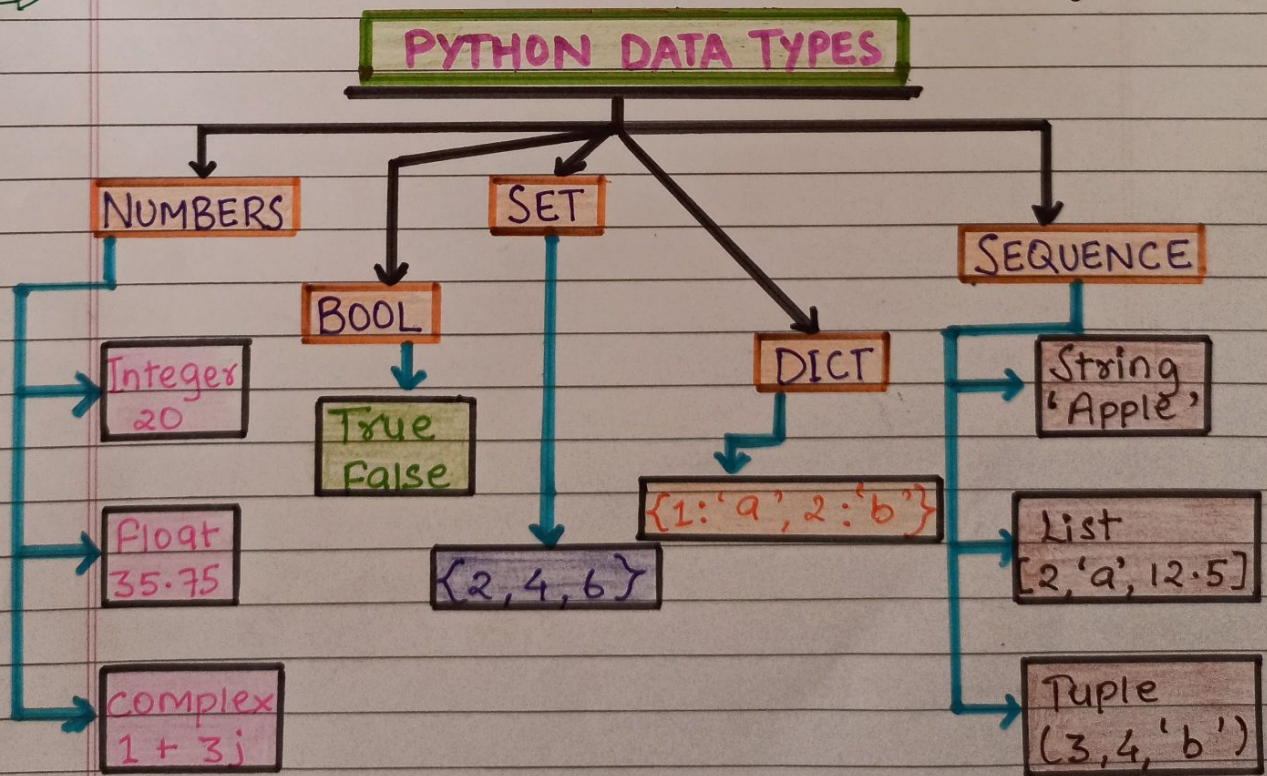 PYTHON DATA TYPES
NUMBERS
BOOL
SET
DICT
SEQUENCE
Integer
20
Float
35.75
complex
1 + 3j
True
False
{2, 4, 6}
{1:'a', 2:'b'}
String
'Apple'
List
[2,'a', 12.5]
Tuple
(3,4,'b')